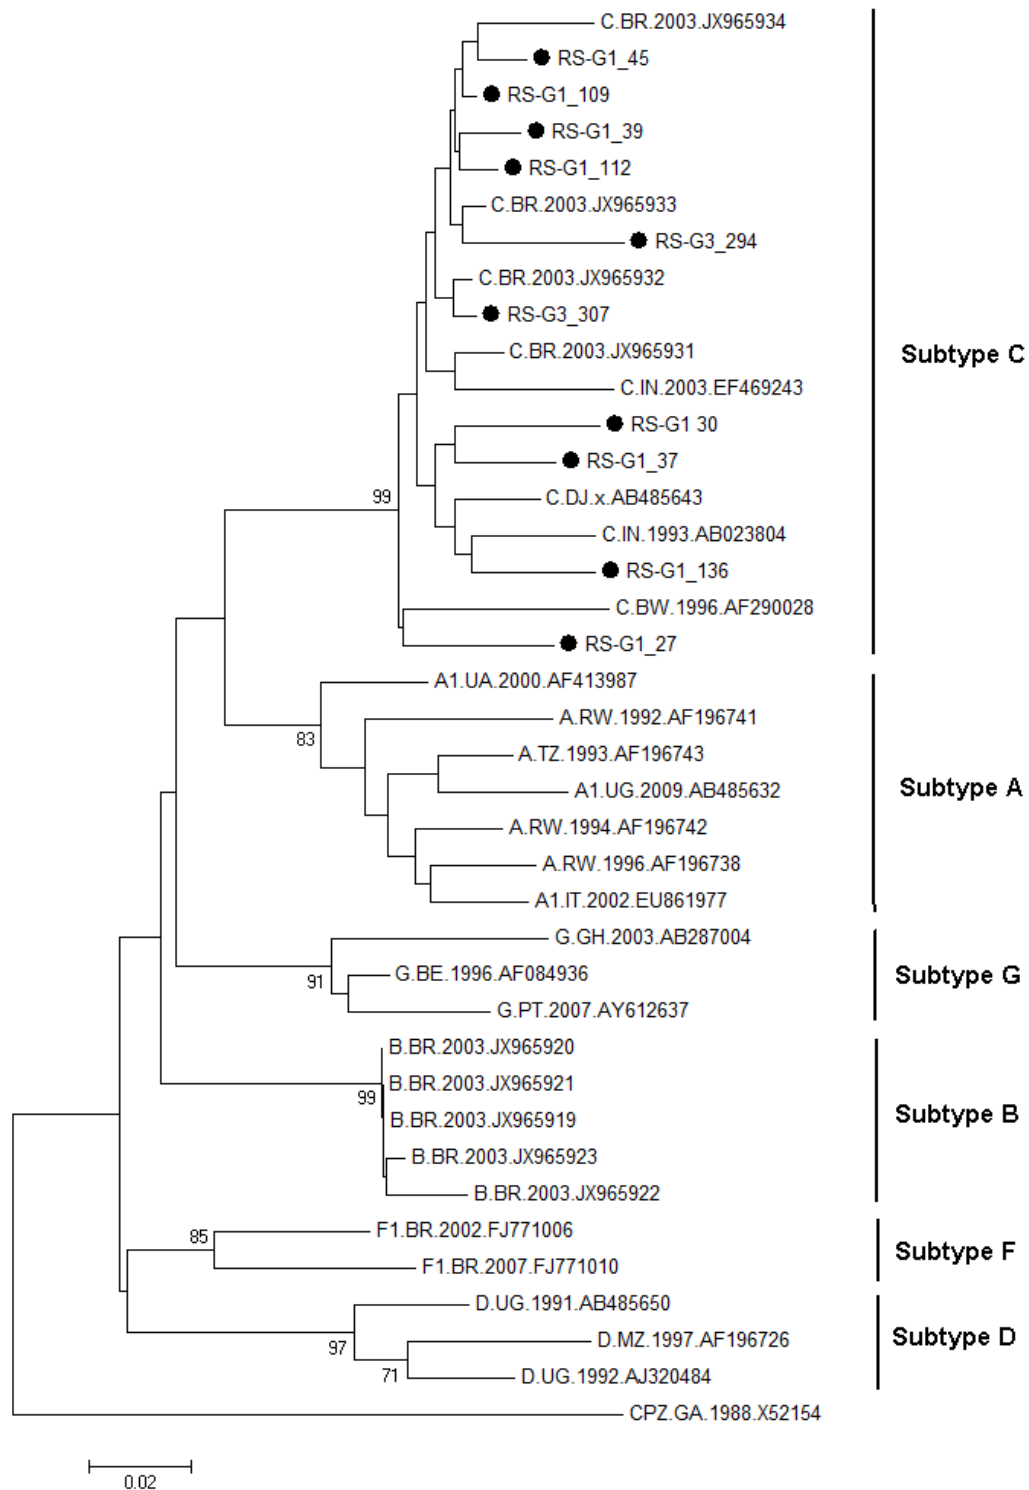 C.BR.2003.JX965934
RS-G1_45
RS-G1_109
RS-G1_39
RS-G1_112
C.BR.2003.JX965933
RS-G3_294
C.BR.2003.JX965932
RS-G3_307
C.BR.2003.JX965931
Subtype C
C.IN.2003.EF469243
RS-G1 30
RS-G1_37
99
C.DJ.x.AB485643
C.IN.1993.AB023804
RS-G1_136
C.BW.1996.AF290028
RS-G1_27
A1.UA.2000.AF413987
A.RW.1992.AF196741
83
A.TZ.1993.AF196743
A1.UG.2009.AB485632
Subtype A
A.RW.1994.AF196742
A.RW.1996.AF196738
A1.IT.2002.EU861977
G.GH.2003.AB287004
G.BE.1996.AF084936
Subtype G
91
G.PT.2007.AY612637
B.BR.2003.JX965920
B.BR.2003.JX965921
99
Subtype B
B.BR.2003.JX965919
B.BR.2003.JX965923
B.BR.2003.JX965922
F1.BR.2002.FJ771006
85
Subtype F
F1.BR.2007.FJ771010
D.UG.1991.AB485650
Subtype D
D.MZ.1997.AF196726
97
71
D.UG.1992.AJ320484
CPZ.GA.1988.X52154
0.02